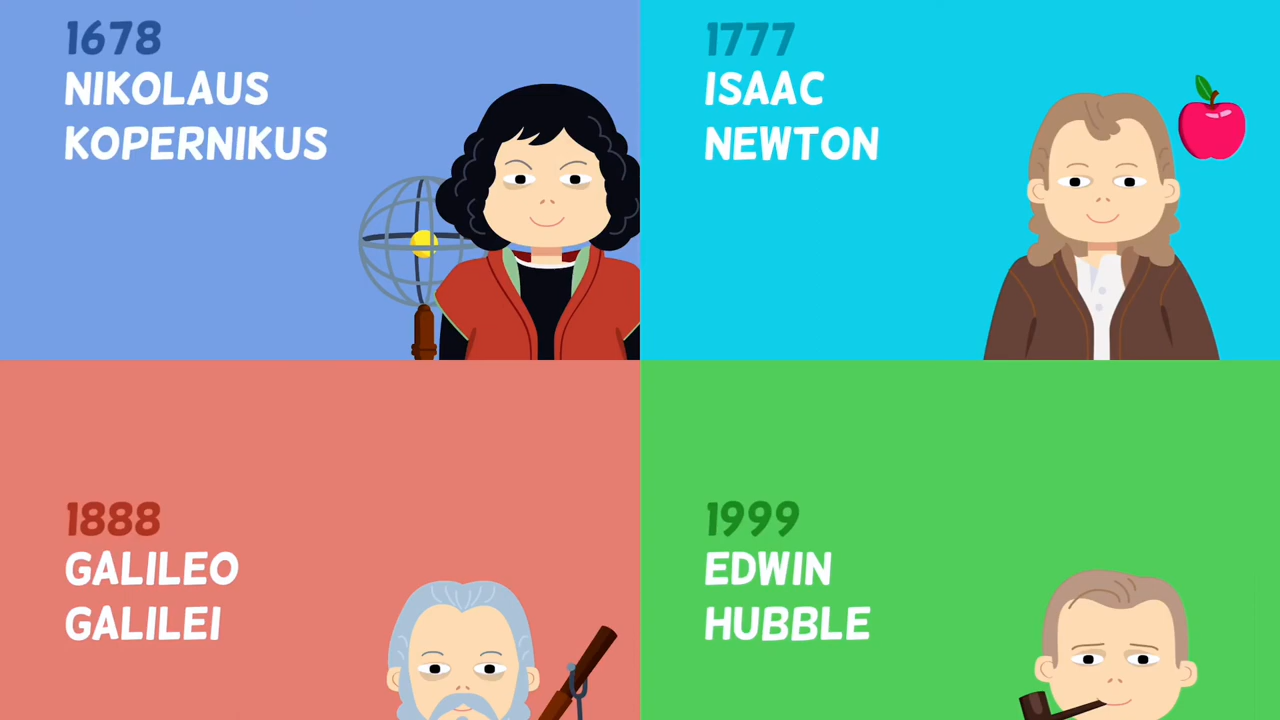 1678
NIKOLAUS
KOPERNIKUS
1777
ISAAC
NEWTON
1888
GALILEO
GALILEI
1999
EDWIN
HUBBLE